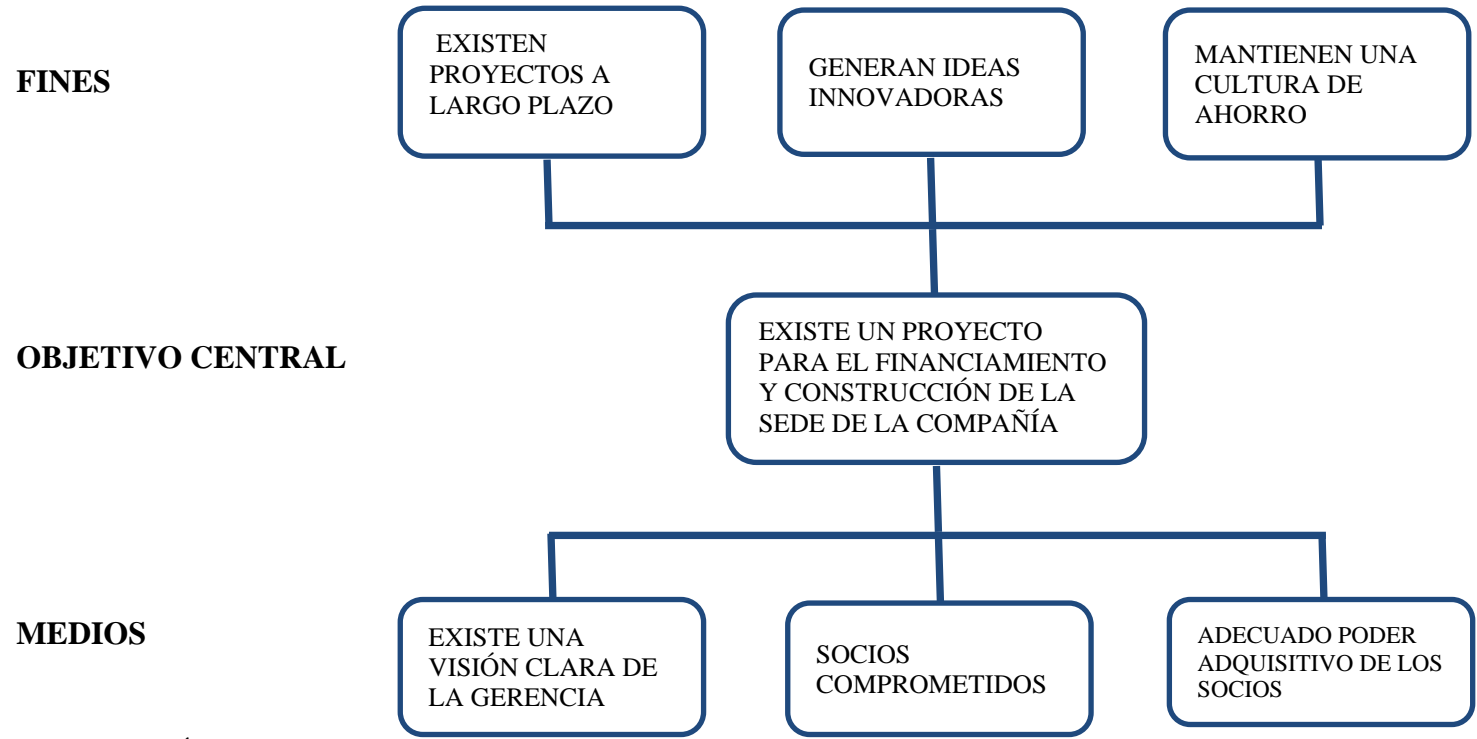 FINES
EXISTEN
PROYECTOS A
LARGO PLAZO
GENERAN IDEAS
INNOVADORAS
MANTIENEN UNA
CULTURA DE
AHORRO
OBJETIVO CENTRAL
EXISTE UN PROYECTO
PARA EL FINANCIAMIENTO
Y CONSTRUCCIÓN DE LA
SEDE DE LA COMPAÑÍA
MEDIOS
EXISTE UNA
VISIÓN CLARA DE
LA GERENCIA
SOCIOS
COMPROMETIDOS
ADECUADO PODER
ADQUISITIVO DE LOS
SOCIOS